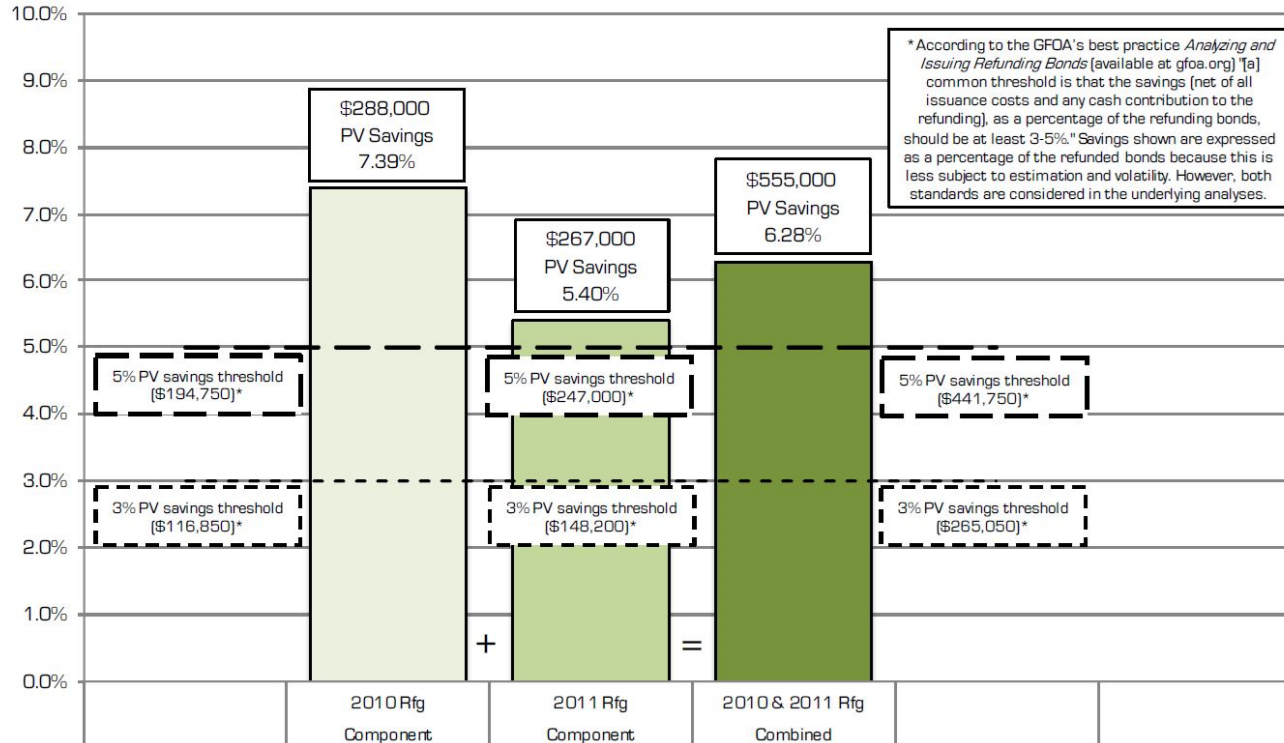 10.0%
9.0%
8.0%
7.0%
6.0%
5.0%
4.0%
3.0%
2.0%
1.0%
0.0%
* According to the GFOA's best practice Analyzing and
Issuing Refunding Bonds (available at gfoa.org) "[a]
common threshold is that the savings (net of all
issuance costs and any cash contribution to the
refunding), as a percentage of the refunding bonds,
should be at least 3-5%." Savings shown are expressed
as a percentage of the refunded bonds because this is
less subject to estimation and volatility. However, both
standards are considered in the underlying analyses.
$288,000
PV Savings
7.39%
$267,000
PV Savings
5.40%
$555,000
PV Savings
6.28%
5% PV savings threshold
($194,750)*
5% PV savings threshold
($247,000)*
5% PV savings threshold
($441,750)*
3% PV savings threshold
($116,850)*
3% PV savings threshold
($148,200)*
3% PV savings threshold
($265,050)*
+
=
2010 Rfg
Component
2011 Rfg
Component
2010 & 2011 Rfg
Combined